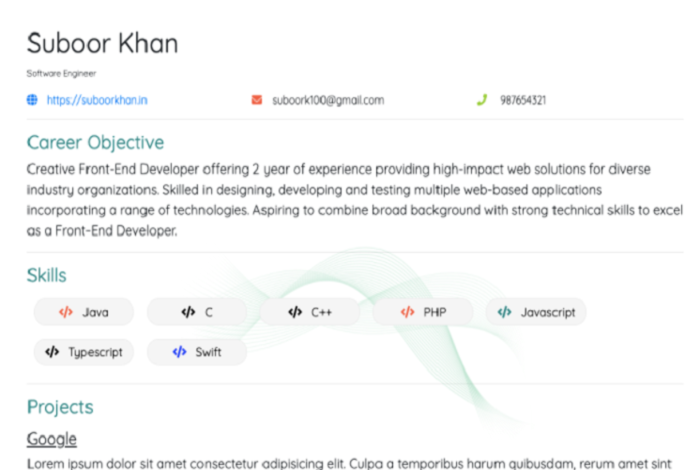 Suboor Khan
Software Engineer
https://suboorkhan.in suboork100@gmail.com 987654321
Career Objective
Creative Front-End Developer offering 2 year of experience providing high-impact web solutions for diverse
industry organizations. Skilled in designing, developing and testing multiple web-based applications
incorporating a range of technologies. Aspiring to combine broad background with strong technical skills to excel
as a Front-End Developer.
Skills
</> Java </> C </> C++ </> PHP </> Javascript
</> Typescript </> Swift
Projects
Google
Lorem ipsum dolor sit amet consectetur adipisicing elit. Culpa a temporibus harum quibusdam, rerum amet sint